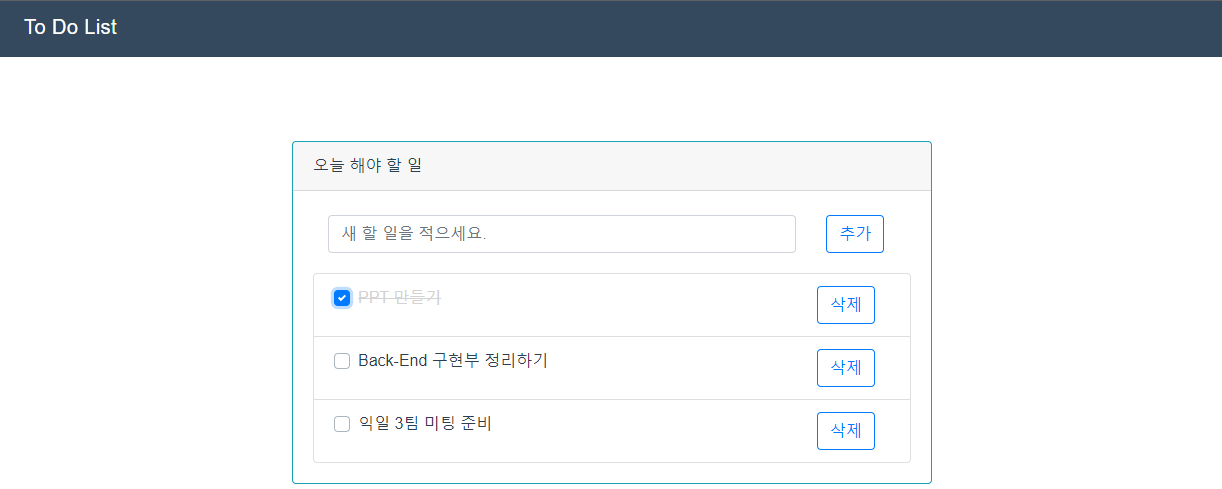 To Do List
오늘 해야 할 일
새 할 일을 적으세요.
추가
PPT 만들기
삭제
Back-End 구현부 정리하기
삭제
익일 3팀 미팅 준비
삭제